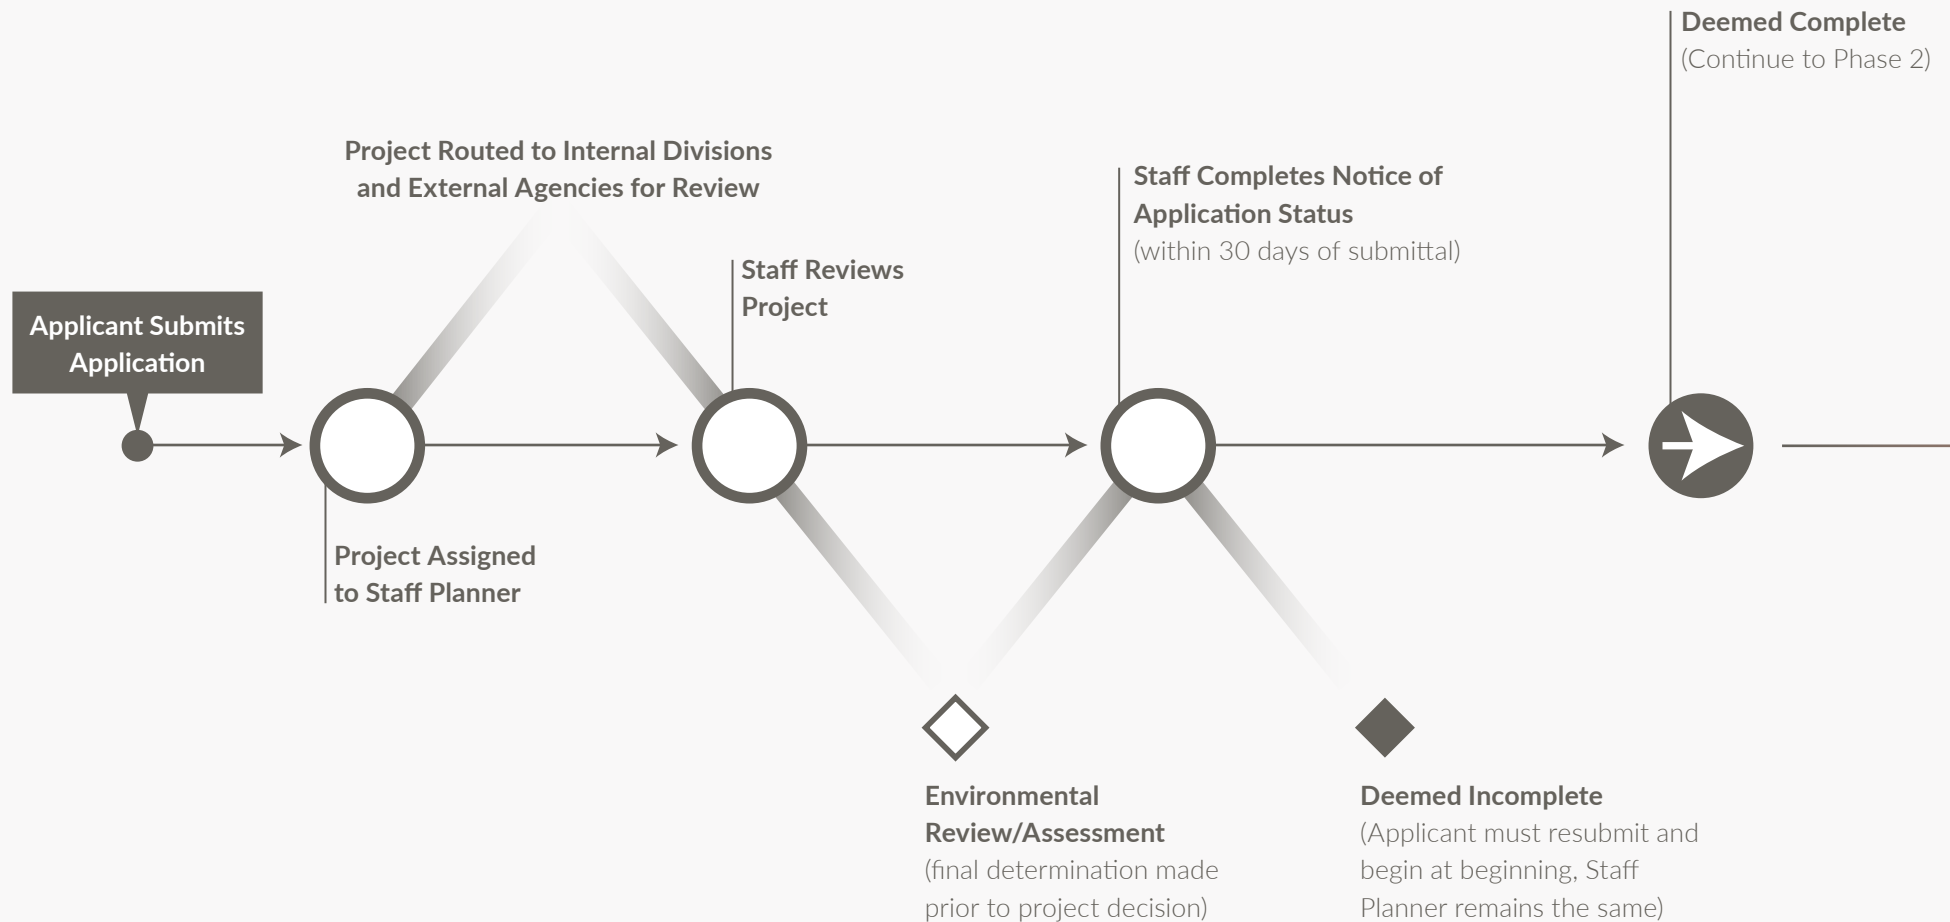 Deemed Complete
(Continue to Phase 2)
Project Routed to Internal Divisions
and External Agencies for Review
Staff Completes Notice of
Application Status
(within 30 days of submittal)
Staff Reviews
Project
Applicant Submits
Application
Project Assigned
to Staff Planner
Environmental
Review/Assessment
(final determination made
prior to project decision)
Deemed Incomplete
(Applicant must resubmit and
begin at beginning, Staff
Planner remains the same)